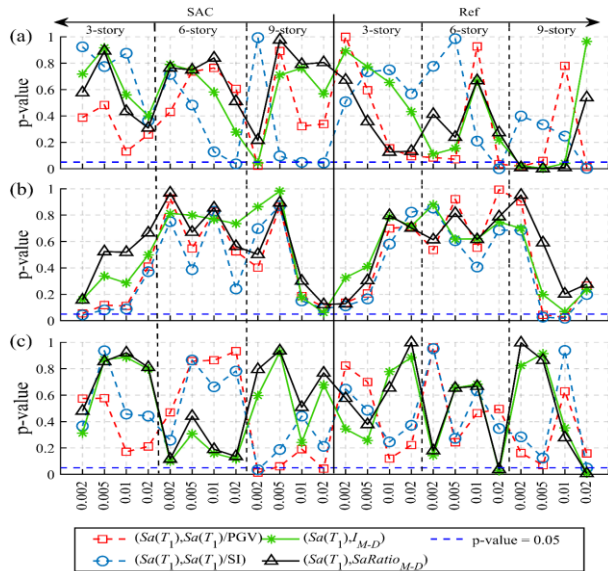 SAC Ref
3-story 6-story 9-story 3-story 6-story 9-story
(a)
p-value
1
0.8
0.6
0.4
0.2
0
(b)
p-value
1
0.8
0.6
0.4
0.2
0
(c)
p-value
1
0.8
0.6
0.4
0.2
0
0.002 0.005 0.01 0.02 0.002 0.005 0.01 0.02 0.002 0.005 0.01 0.02 0.002 0.005 0.01 0.02 0.002 0.005 0.01 0.02 0.002 0.005 0.01 0.02
(Sa(T1),Sa(T1)/PGV) (Sa(T1),IM-D) p-value = 0.05
(Sa(T1),Sa(T1)/SI) (Sa(T1),SaRatioM-D)